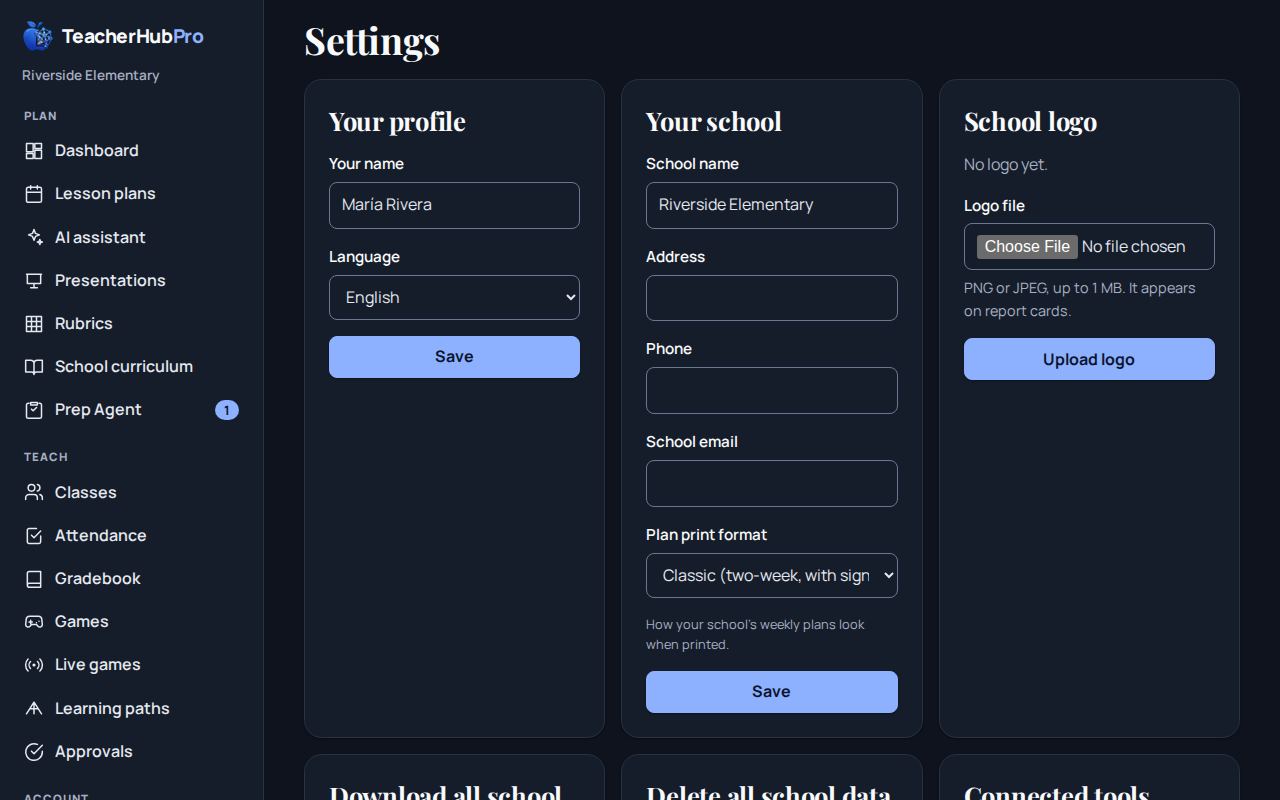 TeacherHubPro
Riverside Elementary
PLAN
Dashboard
Lesson plans
AI assistant
Presentations
Rubrics
School curriculum
Prep Agent
1
TEACH
Classes
Attendance
Gradebook
Games
Live games
Learning paths
Approvals
ACCOUNT
Settings
Your profile
Your name
María Rivera
Language
English
Save
Your school
School name
Riverside Elementary
Address
Phone
School email
Plan print format
Classic (two-week, with sign
How your school's weekly plans look
when printed.
Save
School logo
No logo yet.
Logo file
Choose File No file chosen
PNG or JPEG, up to 1 MB. It appears
on report cards.
Upload logo
Download all school
Delete all school data
Connected tools